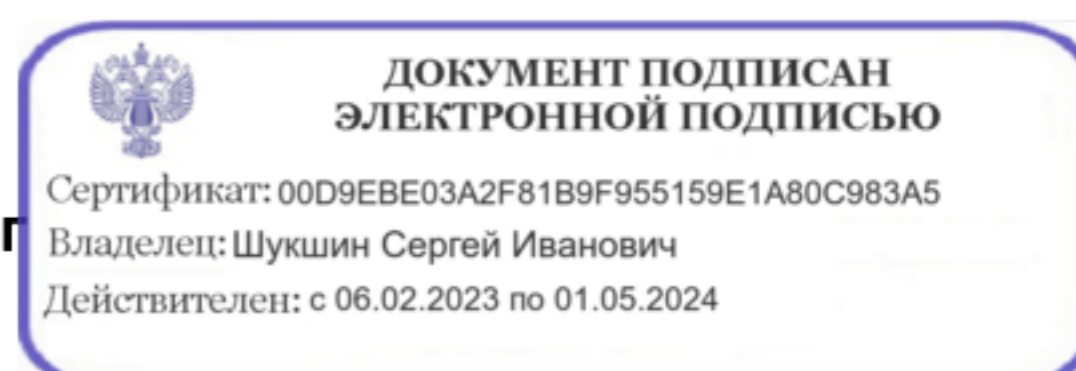 ДОКУМЕНТ ПОДПИСАН
ЭЛЕКТРОННОЙ ПОДПИСЬЮ
Сертификат: 00D9EBE03A2F81B9F955159E1A80C983A5
Владелец: Шукшин Сергей Иванович
Действителен: с 06.02.2023 по 01.05.2024